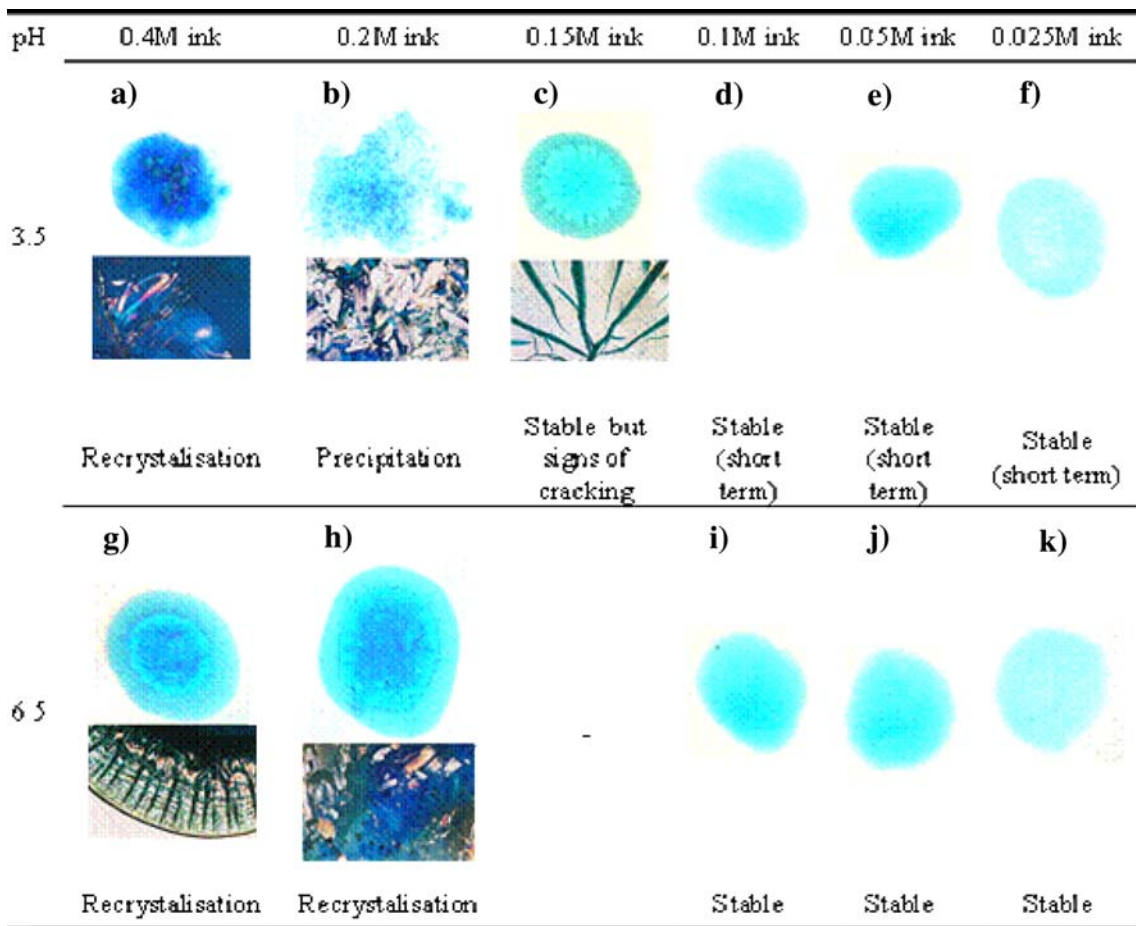 pH 0.4M ink 0.2M ink 0.15M ink 0.1M ink 0.05M ink 0.025M ink
a) b) c) d) e) f)
3.5
Recrystalisation Precipitation Stable but signs of cracking Stable (short term) Stable (short term) Stable (short term)
g) h) i) j) k)
6 5 -
Recrystalisation Recrystalisation Stable Stable Stable